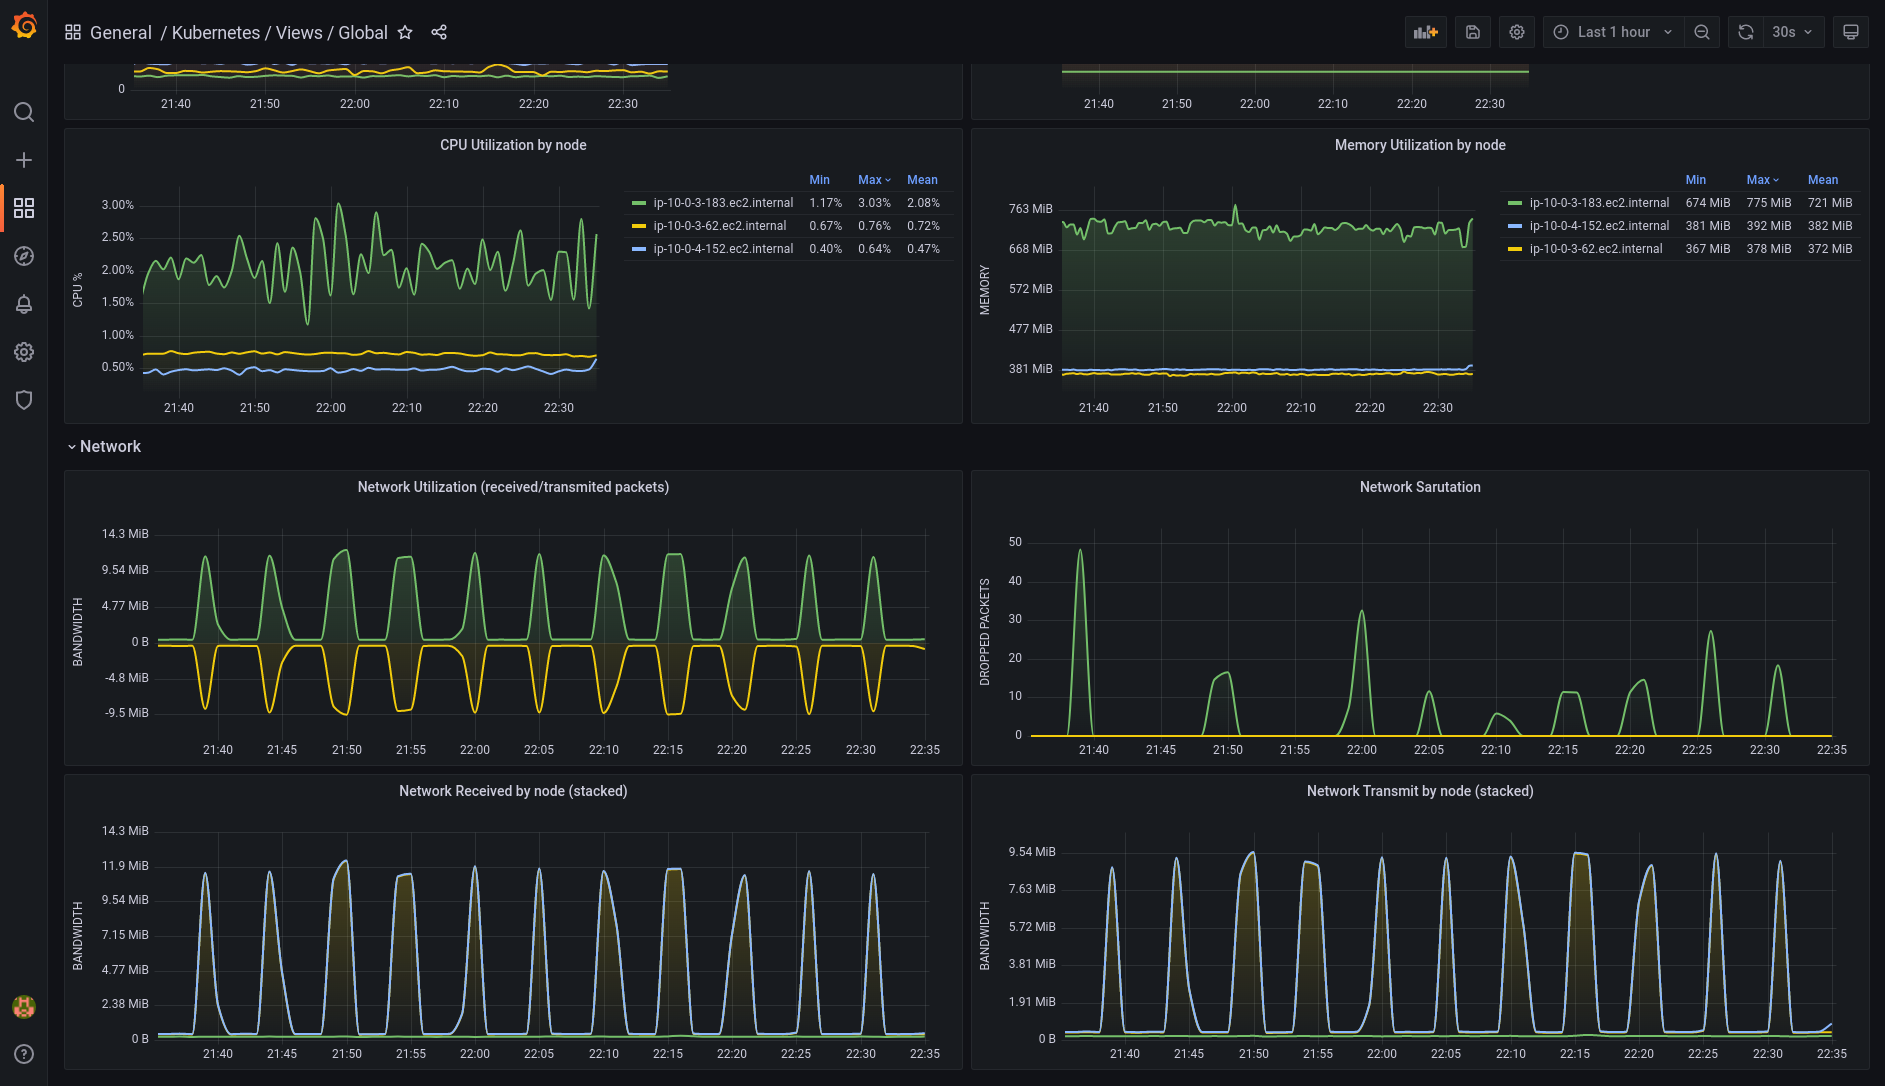 General / Kubernetes / Views / Global
Last 1 hour
30s
0
21:40 21:50 22:00 22:10 22:20 22:30
21:40 21:50 22:00 22:10 22:20 22:30
CPU Utilization by node
CPU %
3.00%
2.50%
2.00%
1.50%
1.00%
0.50%
21:40 21:50 22:00 22:10 22:20 22:30
Min Max Mean
ip-10-0-3-183.ec2.internal 1.17% 3.03% 2.08%
ip-10-0-3-62.ec2.internal 0.67% 0.76% 0.72%
ip-10-0-4-152.ec2.internal 0.40% 0.64% 0.47%
Memory Utilization by node
MEMORY
763 MiB
668 MiB
572 MiB
477 MiB
381 MiB
21:40 21:50 22:00 22:10 22:20 22:30
Min Max Mean
ip-10-0-3-183.ec2.internal 674 MiB 775 MiB 721 MiB
ip-10-0-4-152.ec2.internal 381 MiB 392 MiB 382 MiB
ip-10-0-3-62.ec2.internal 367 MiB 378 MiB 372 MiB
Network
Network Utilization (received/transmited packets)
BANDWIDTH
14.3 MiB
9.54 MiB
4.77 MiB
0 B
-4.8 MiB
-9.5 MiB
21:40 21:45 21:50 21:55 22:00 22:05 22:10 22:15 22:20 22:25 22:30 22:35
Network Sarutation
DROPPED PACKETS
50
40
30
20
10
0
21:40 21:45 21:50 21:55 22:00 22:05 22:10 22:15 22:20 22:25 22:30 22:35
Network Received by node (stacked)
BANDWIDTH
14.3 MiB
11.9 MiB
9.54 MiB
7.15 MiB
4.77 MiB
2.38 MiB
0 B
21:40 21:45 21:50 21:55 22:00 22:05 22:10 22:15 22:20 22:25 22:30 22:35
Network Transmit by node (stacked)
BANDWIDTH
9.54 MiB
7.63 MiB
5.72 MiB
3.81 MiB
1.91 MiB
0 B
21:40 21:45 21:50 21:55 22:00 22:05 22:10 22:15 22:20 22:25 22:30 22:35